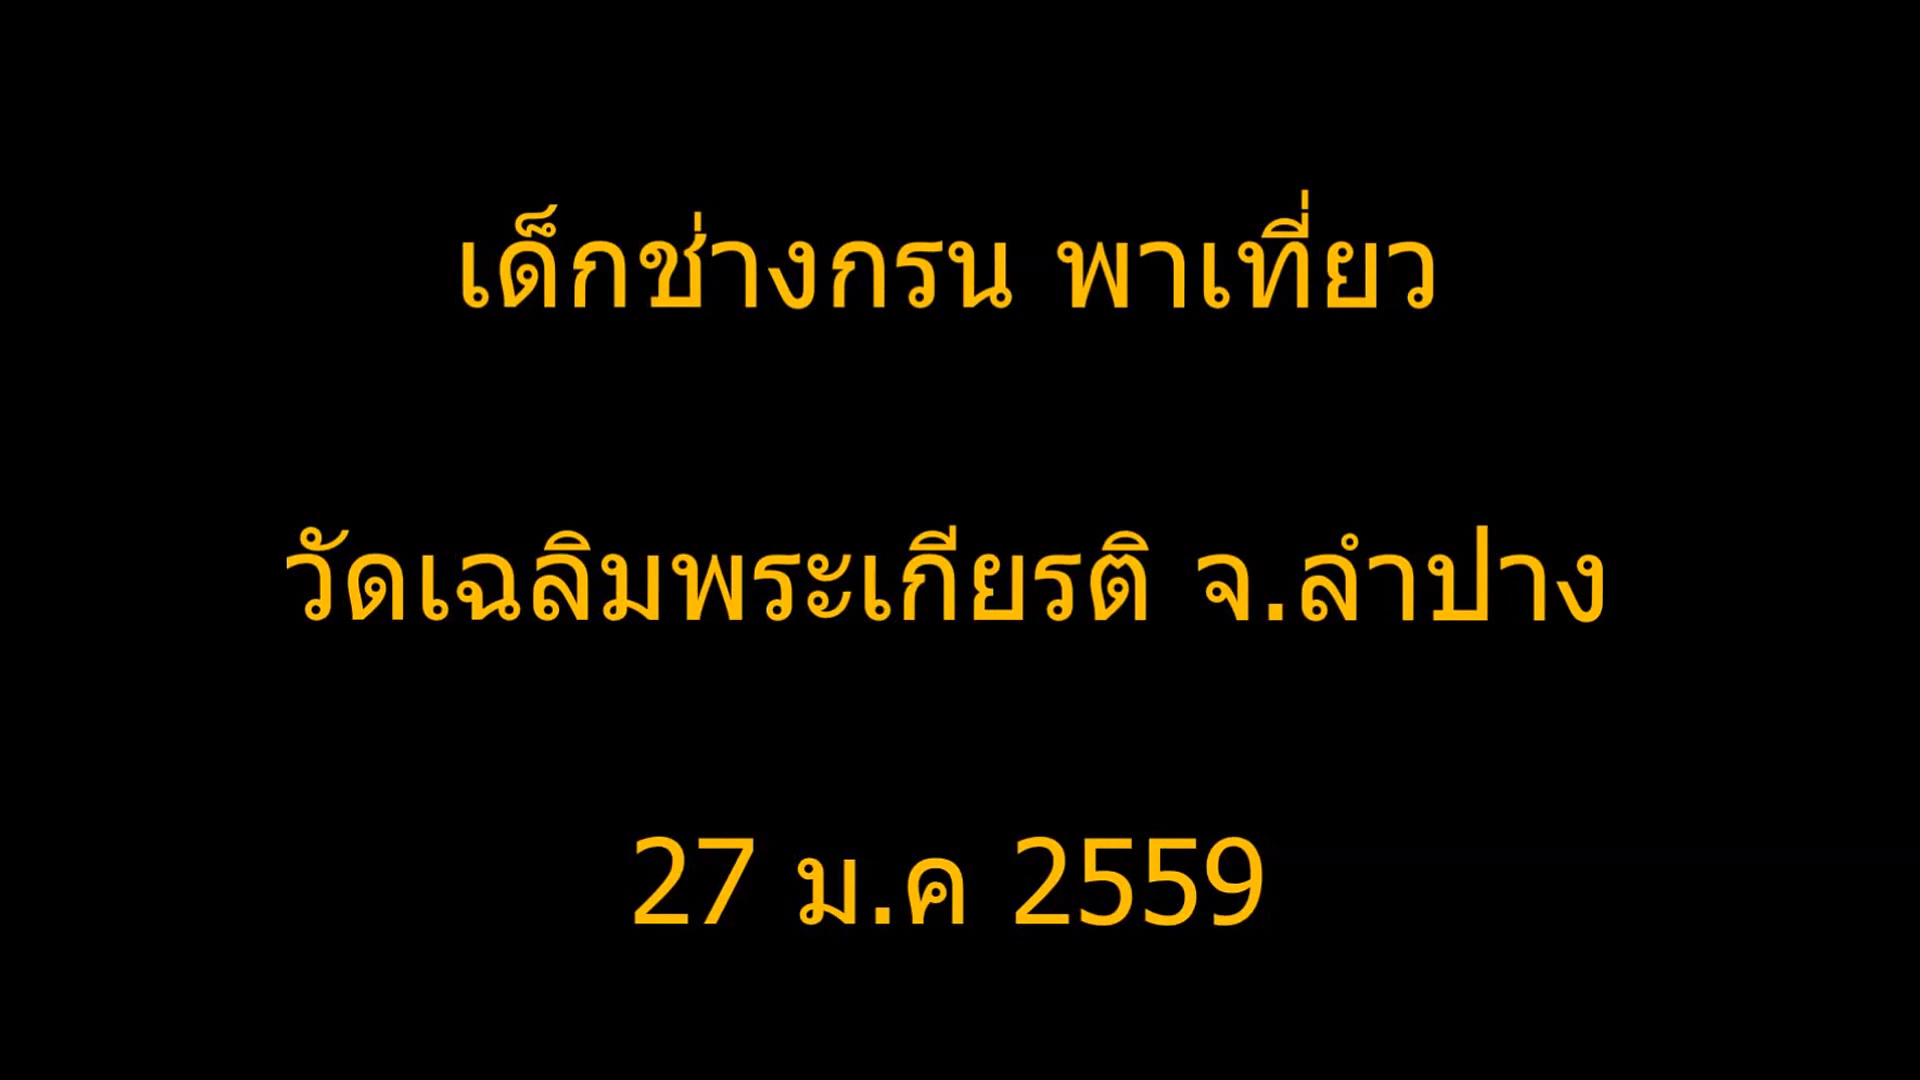 เด็กช่างกรน พาเที่ยว
วัดเฉลิมพระเกียรติ จ.ลำปาง
27 ม.ค 2559